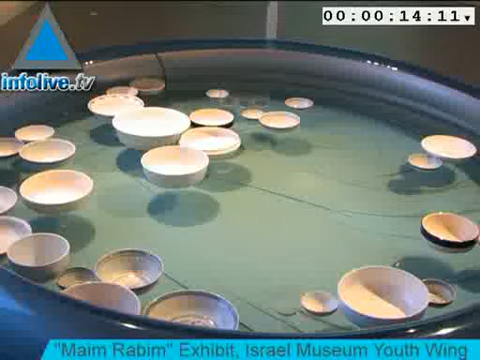 00:00:14:11
infolive.tv
"Maim Rabim" Exhibit, Israel Museum Youth Wing